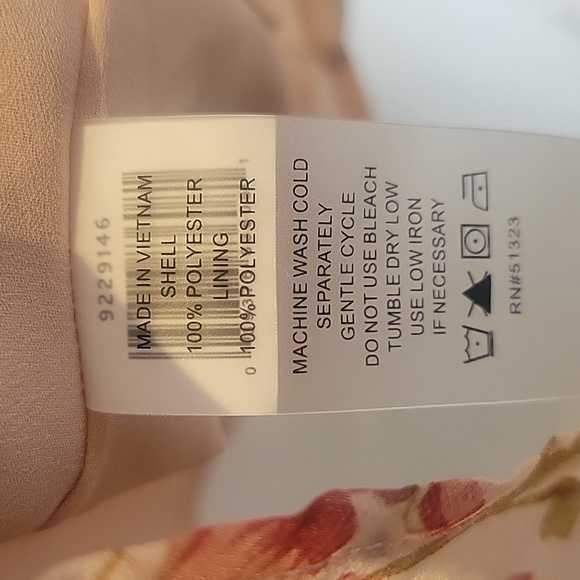 9229146
MADE IN VIETNAM
SHELL
100% POLYESTER
LINING
100% POLYESTER
MACHINE WASH COLD
SEPARATELY
GENTLE CYCLE
DO NOT USE BLEACH
TUMBLE DRY LOW
USE LOW IRON
IF NECESSARY
RN#51323